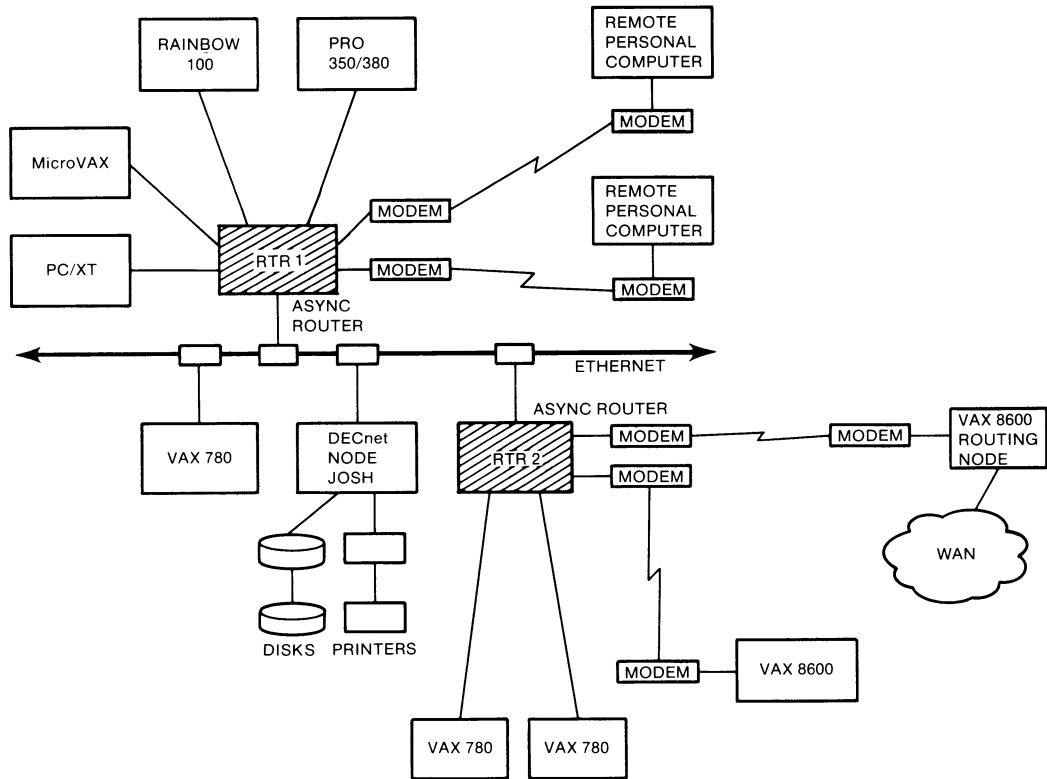 RAINBOW
100
PRO
350/380
REMOTE
PERSONAL
COMPUTER
MODEM
MicroVAX
REMOTE
PERSONAL
COMPUTER
MODEM
RTR 1
PC/XT
MODEM
MODEM
ASYNC
ROUTER
ETHERNET
ASYNC ROUTER
VAX 780
DECnet
NODE
JOSH
RTR 2
MODEM
MODEM
VAX 8600
ROUTING
NODE
MODEM
WAN
DISKS
PRINTERS
MODEM
VAX 8600
VAX 780
VAX 780